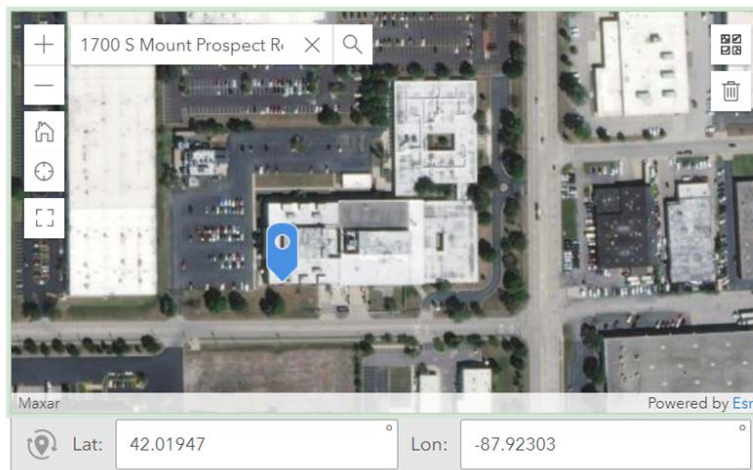 1700 S Mount Prospect R
Maxar
Powered by Esr
Lat: 42.01947 °
Lon: -87.92303 °